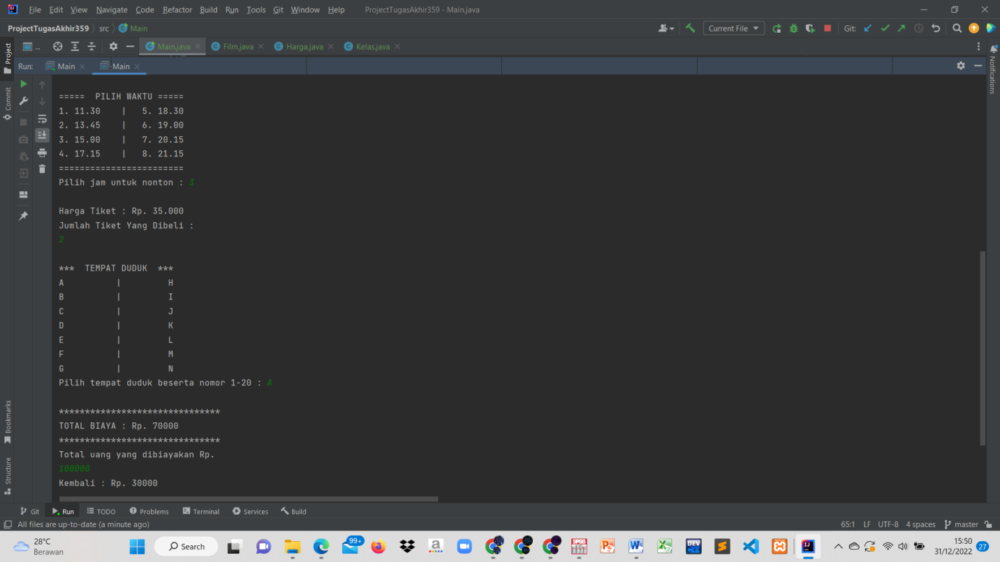 File Edit View Navigate Code Refactor Build Run Tools Git Window Help ProjectTugasAkhir359 - Main.java
ProjectTugasAkhir359 src Main Current File Git:
Project ... Main.java Film.java Harga.java Kelas.java
Run: Main Main
Notifications
Commit
===== PILIH WAKTU =====
1. 11.30 | 5. 18.30
2. 13.45 | 6. 19.00
3. 15.00 | 7. 20.15
4. 17.15 | 8. 21.15
========================
Pilih jam untuk nonton : 3
Harga Tiket : Rp. 35.000
Jumlah Tiket Yang Dibeli :
2
*** TEMPAT DUDUK ***
A | H
B | I
C | J
D | K
E | L
F | M
G | N
Pilih tempat duduk beserta nomor 1-20 : A
*******************************
TOTAL BIAYA : Rp. 70000
*******************************
Total uang yang dibiayakan Rp.
100000
Kembali : Rp. 30000
Bookmarks
Structure
Git Run TODO Problems Terminal Services Build
All files are up-to-date (a minute ago) 65:1 LF UTF-8 4 spaces master
28°C
Berawan
Search
99+
SPSS
DEV
15:50
31/12/2022
27